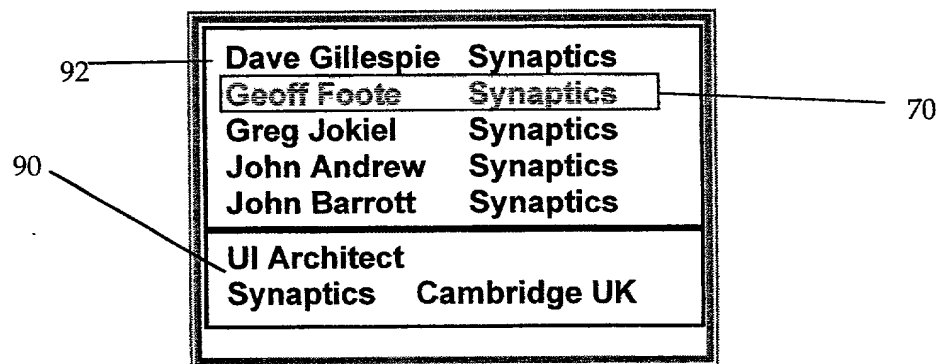 92
Dave Gillespie Synaptics
Geoff Foote Synaptics
70
Greg Jokiel Synaptics
John Andrew Synaptics
90
John Barrott Synaptics
UI Architect
Synaptics Cambridge UK